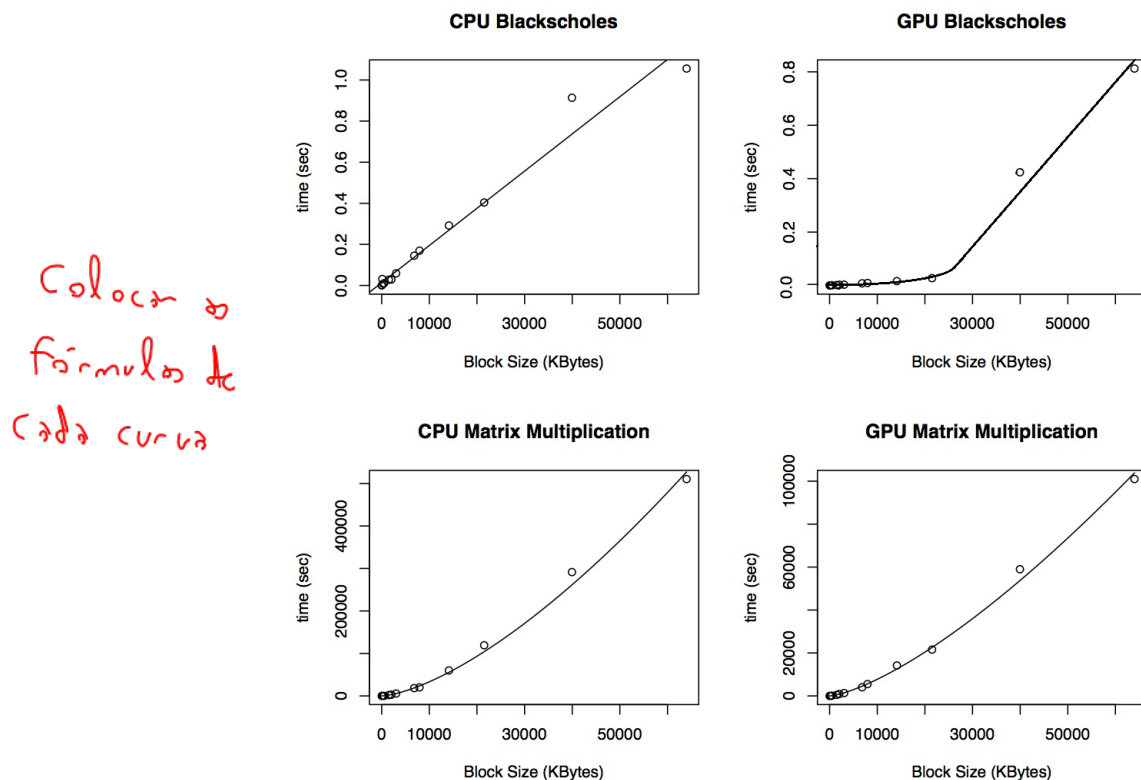 CPU Blackscholes
GPU Blackscholes
time (sec)
0.0 0.2 0.4 0.6 0.8 1.0
0 10000 30000 50000
Block Size (KBytes)
time (sec)
0.0 0.2 0.4 0.6 0.8
0 10000 30000 50000
Block Size (KBytes)
Colocar as
fórmulas de
cada curva
CPU Matrix Multiplication
GPU Matrix Multiplication
time (sec)
0 200000 400000
0 10000 30000 50000
Block Size (KBytes)
time (sec)
0 20000 60000 100000
0 10000 30000 50000
Block Size (KBytes)